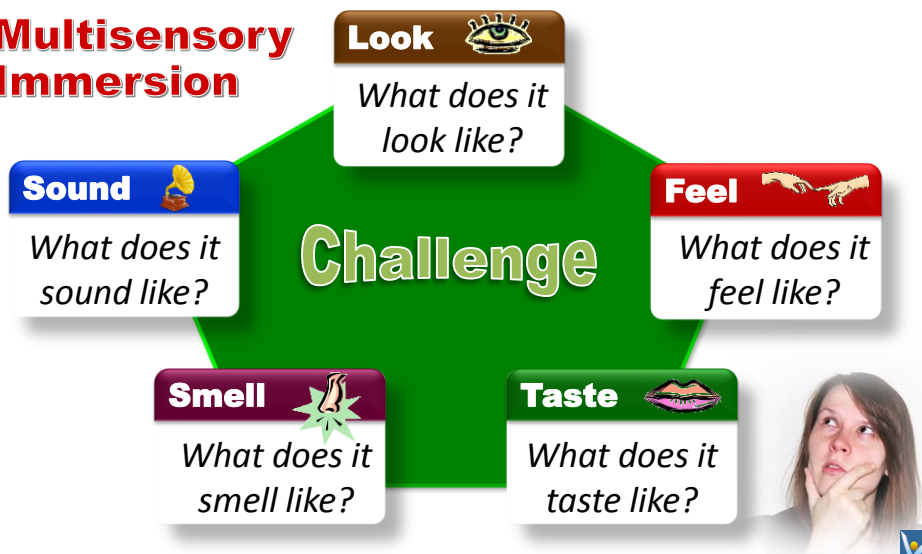 Multisensory
Immersion
Look
What does it
look like?
Sound
What does it
sound like?
Feel
What does it
feel like?
Challenge
Smell
What does it
smell like?
Taste
What does it
taste like?